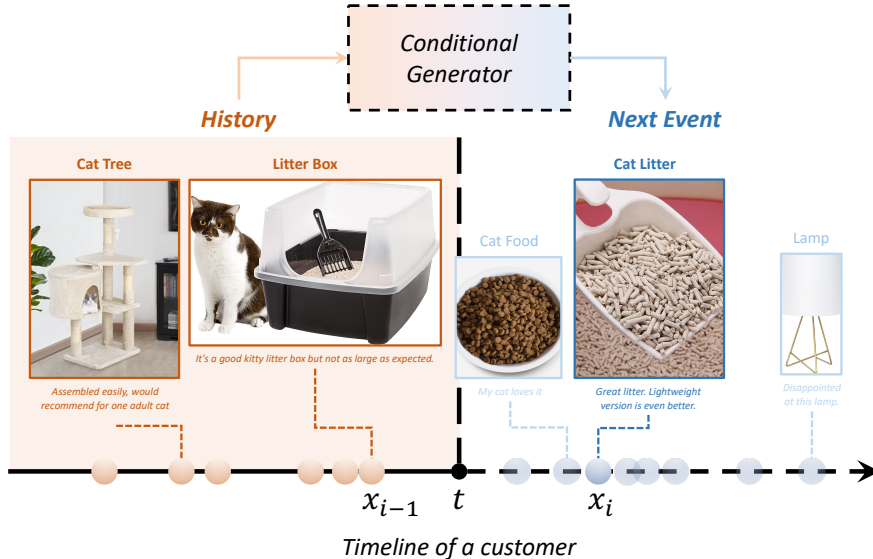 Conditional
Generator
History
Next Event
Cat Tree
Litter Box
Cat Litter
Cat Food
Lamp
It's a good kitty litter box but not as large as expected.
Assembled easily, would
recommend for one adult cat
My cat loves it
Great litter. Lightweight
version is even better.
Disappointed
at this lamp.
x_{i-1}
t
x_i
Timeline of a customer